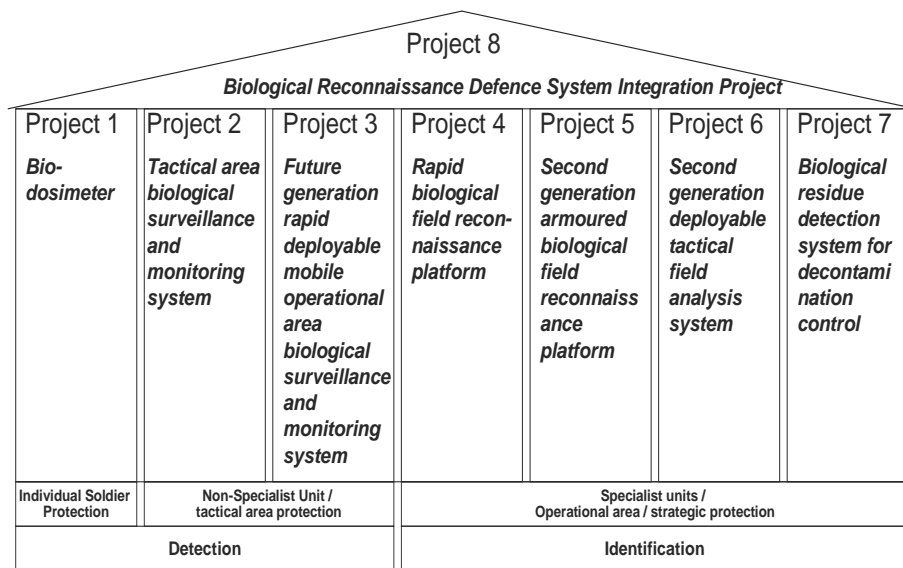 Project 8
Biological Reconnaissance Defence System Integration Project
Project 1
Bio-
dosimeter
Project 2
Tactical area
biological
surveillance
and
monitoring
system
Project 3
Future
generation
rapid
deployable
mobile
operational
area
biological
surveillance
and
monitoring
system
Project 4
Rapid
biological
field recon-
naissance
platform
Project 5
Second
generation
armoured
biological
field
reconnaiss
ance
platform
Project 6
Second
generation
deployable
tactical
field
analysis
system
Project 7
Biological
residue
detection
system for
decontami
nation
control
Individual Soldier
Protection
Non-Specialist Unit /
tactical area protection
Specialist units /
Operational area / strategic protection
Detection
Identification